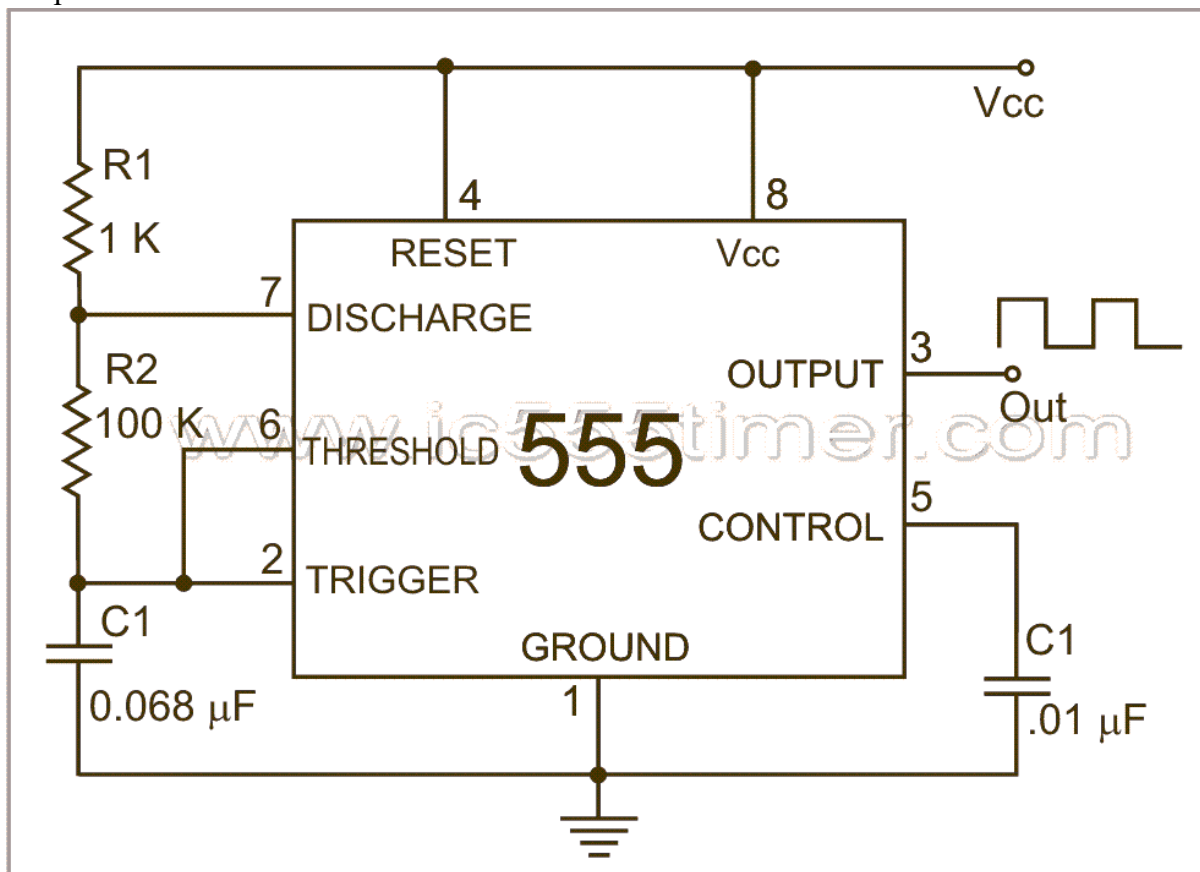 Vcc
R1
1 K
4
8
RESET
Vcc
7
DISCHARGE
R2
100 K
3
OUTPUT
Out
www.ic555timer.com
6
THRESHOLD
555
5
CONTROL
2
TRIGGER
C1
0.068 μF
GROUND
1
C1
.01 μF